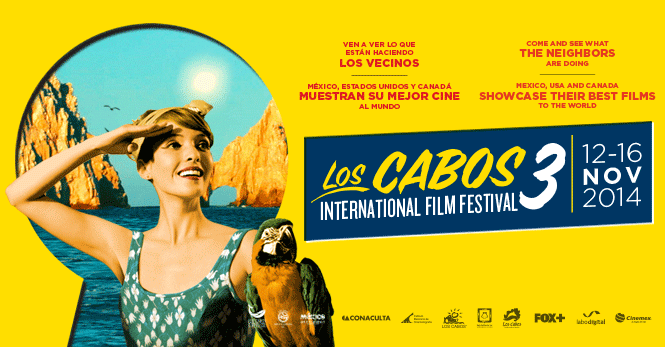 VEN A VER LO QUE
ESTÁN HACIENDO
LOS VECINOS
MÉXICO, ESTADOS UNIDOS Y CANADÁ
MUESTRAN SU MEJOR CINE
AL MUNDO
COME AND SEE WHAT
THE NEIGHBORS
ARE DOING
MEXICO, USA AND CANADA
SHOWCASE THEIR BEST FILMS
TO THE WORLD
LOS CABOS 3
INTERNATIONAL FILM FESTIVAL
12-16
NOV
2014
CONACULTA
LOS CABOS
Los Cabos
FOX+
labodigital
Cinemex